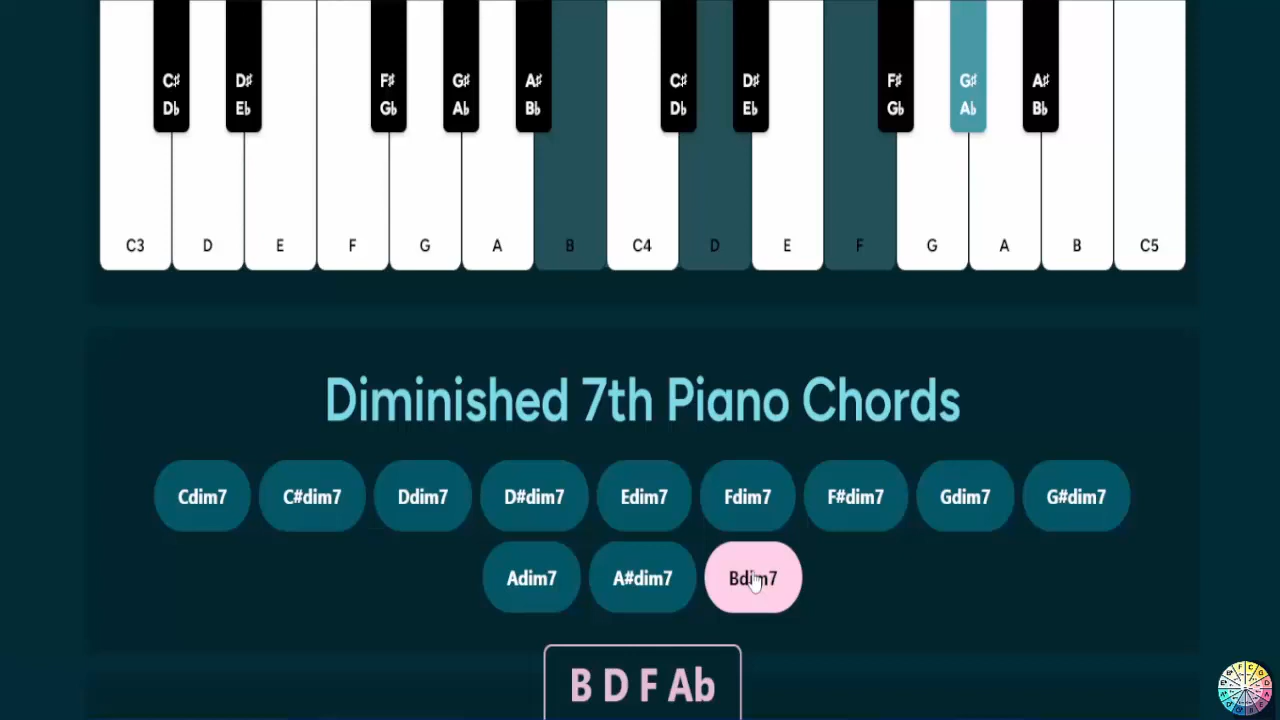 C♯ D♯ F♯ G♯ A♯ C♯ D♯ F♯ G♯ A♯
D♭ E♭ G♭ A♭ B♭ D♭ E♭ G♭ A♭ B♭
C3 D E F G A B C4 D E F G A B C5
Diminished 7th Piano Chords
Cdim7 C#dim7 Ddim7 D#dim7 Edim7 Fdim7 F#dim7 Gdim7 G#dim7
Adim7 A#dim7 Bdim7
B D F Ab